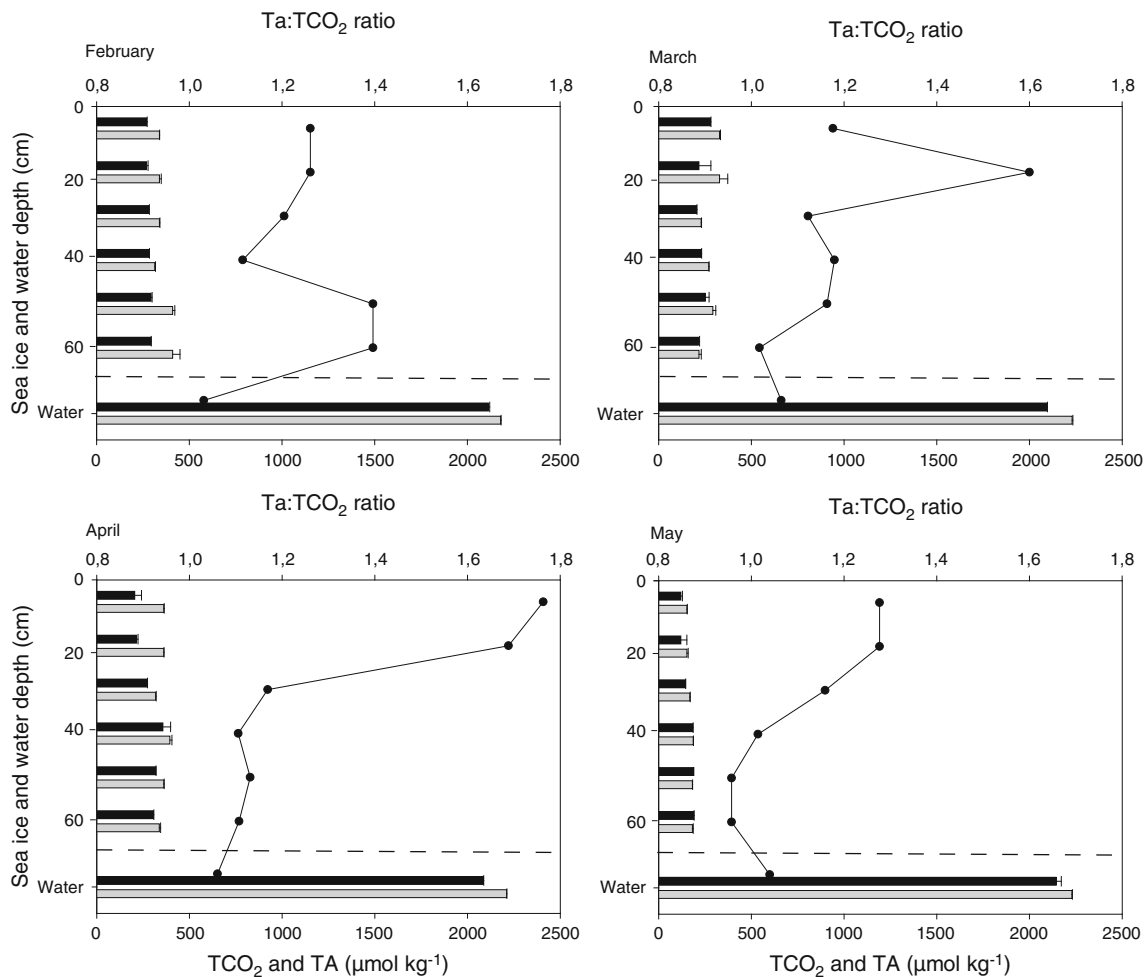 Ta:TCO₂ ratio
February
0,8 1,0 1,2 1,4 1,6 1,8
0
20
40
60
Water
Sea ice and water depth (cm)
0 500 1000 1500 2000 2500
Ta:TCO₂ ratio
March
0,8 1,0 1,2 1,4 1,6 1,8
0
20
40
60
Water
0 500 1000 1500 2000 2500
Ta:TCO₂ ratio
April
0,8 1,0 1,2 1,4 1,6 1,8
0
20
40
60
Water
Sea ice and water depth (cm)
0 500 1000 1500 2000 2500
TCO₂ and TA (µmol kg⁻¹)
Ta:TCO₂ ratio
May
0,8 1,0 1,2 1,4 1,6 1,8
0
20
40
60
Water
0 500 1000 1500 2000 2500
TCO₂ and TA (µmol kg⁻¹)